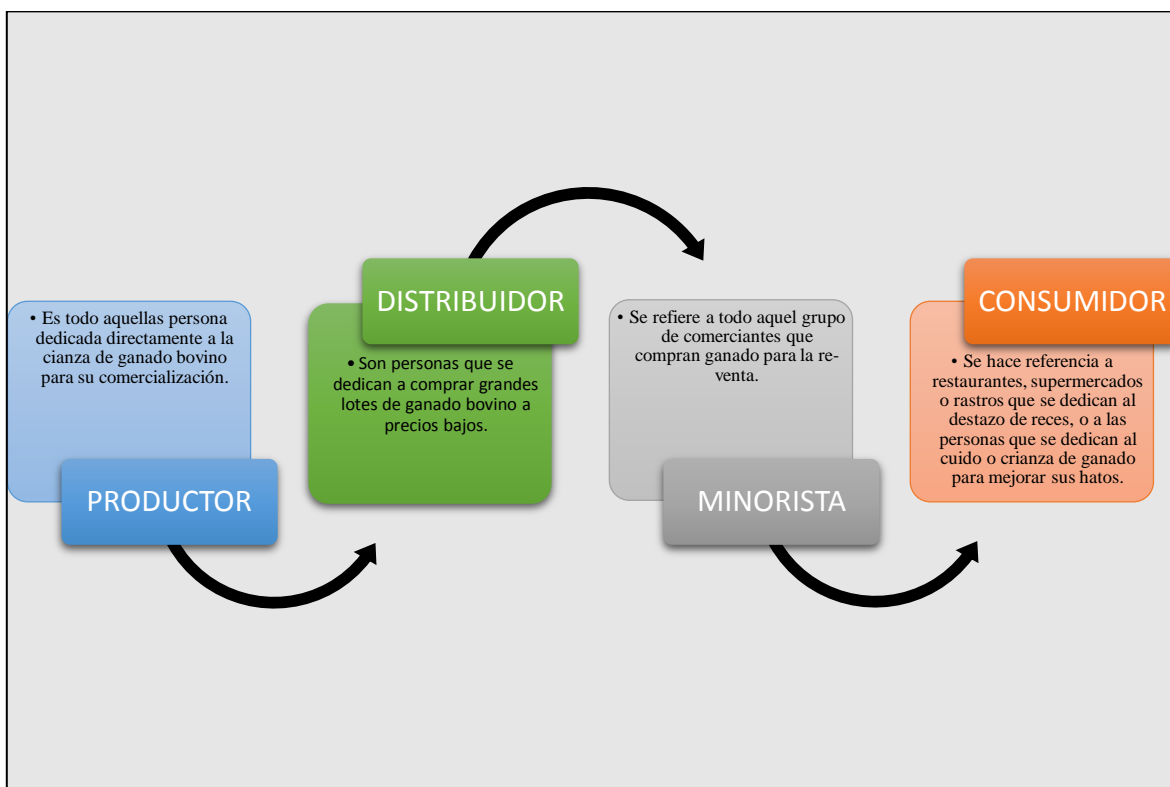 • Es todo aquellas persona
dedicada directamente a la
cianza de ganado bovino
para su comercialización.
PRODUCTOR
DISTRIBUIDOR
• Son personas que se
dedican a comprar grandes
lotes de ganado bovino a
precios bajos.
• Se refiere a todo aquel grupo
de comerciantes que
compran ganado para la re-
venta.
MINORISTA
CONSUMIDOR
• Se hace referencia a
restaurantes, supermercados
o rastros que se dedican al
destazo de reces, o a las
personas que se dedican al
cuido o crianza de ganado
para mejorar sus hatos.